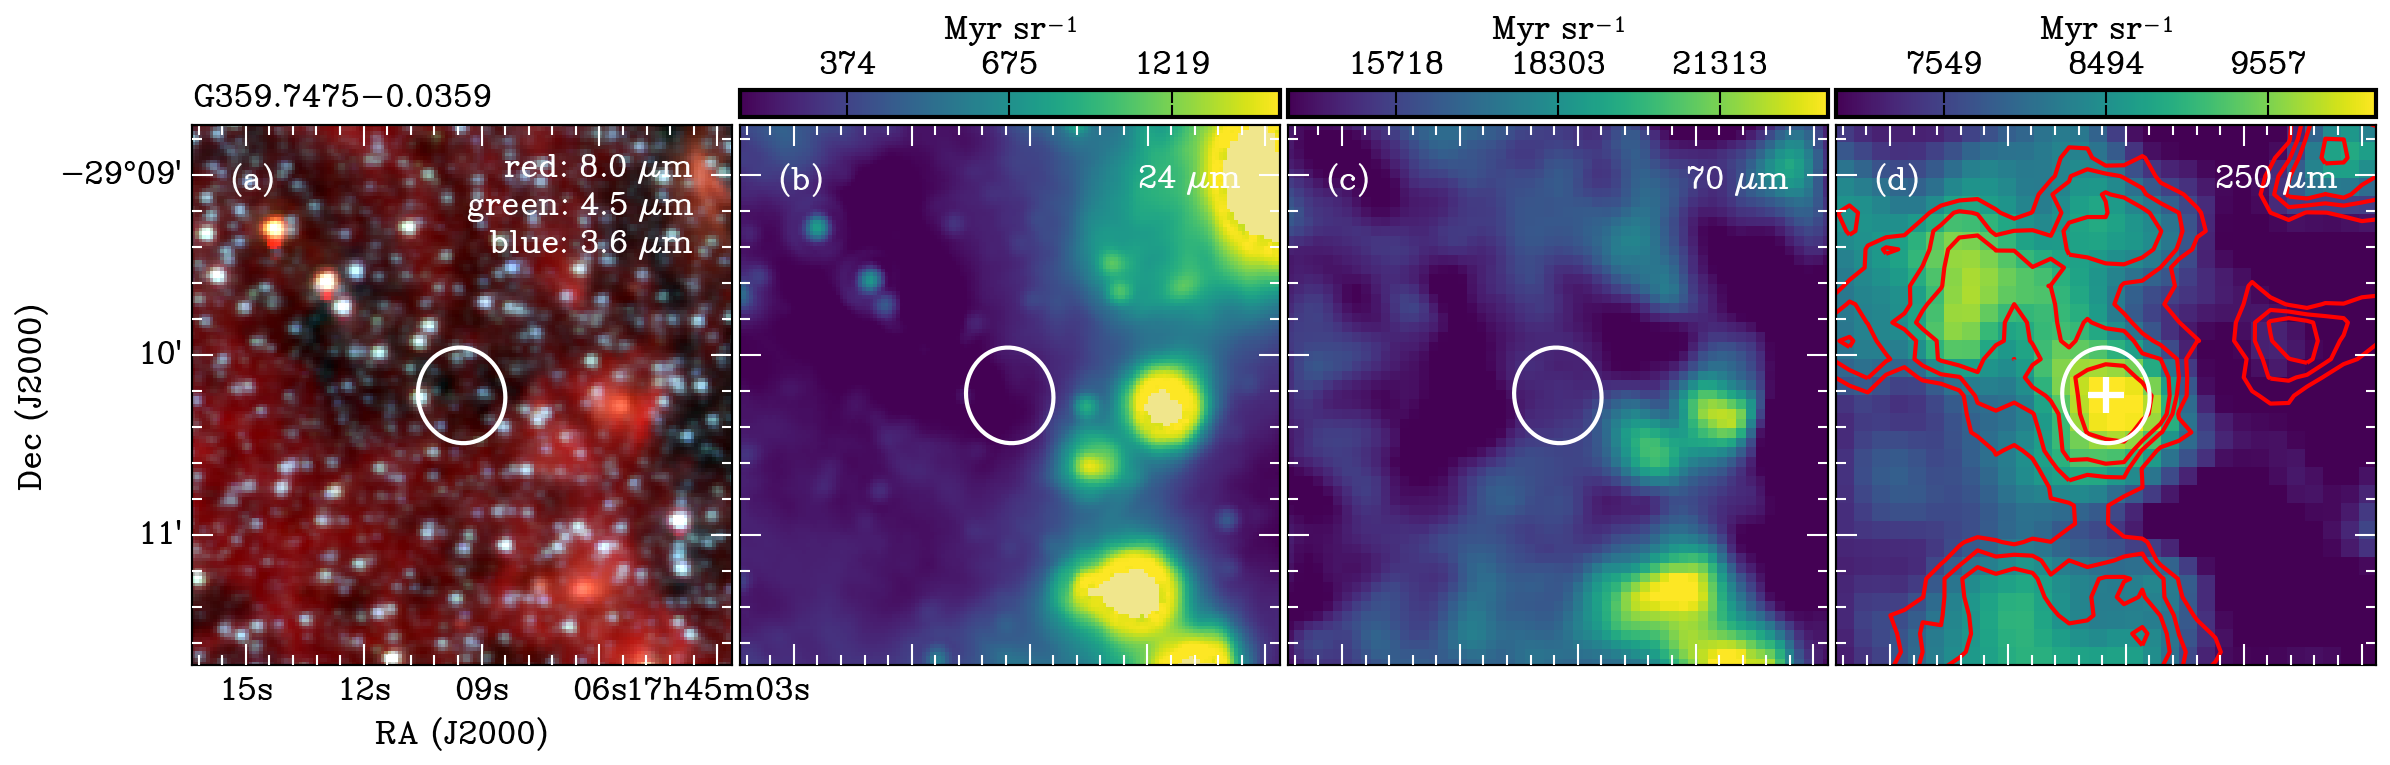 Myr sr⁻¹
374 675 1219
Myr sr⁻¹
15718 18303 21313
Myr sr⁻¹
7549 8494 9557
G359.7475−0.0359
(a)
red: 8.0 μm
green: 4.5 μm
blue: 3.6 μm
(b)
24 μm
(c)
70 μm
(d)
250 μm
−29°09'
10'
11'
Dec (J2000)
15s 12s 09s 06s17h45m03s
RA (J2000)